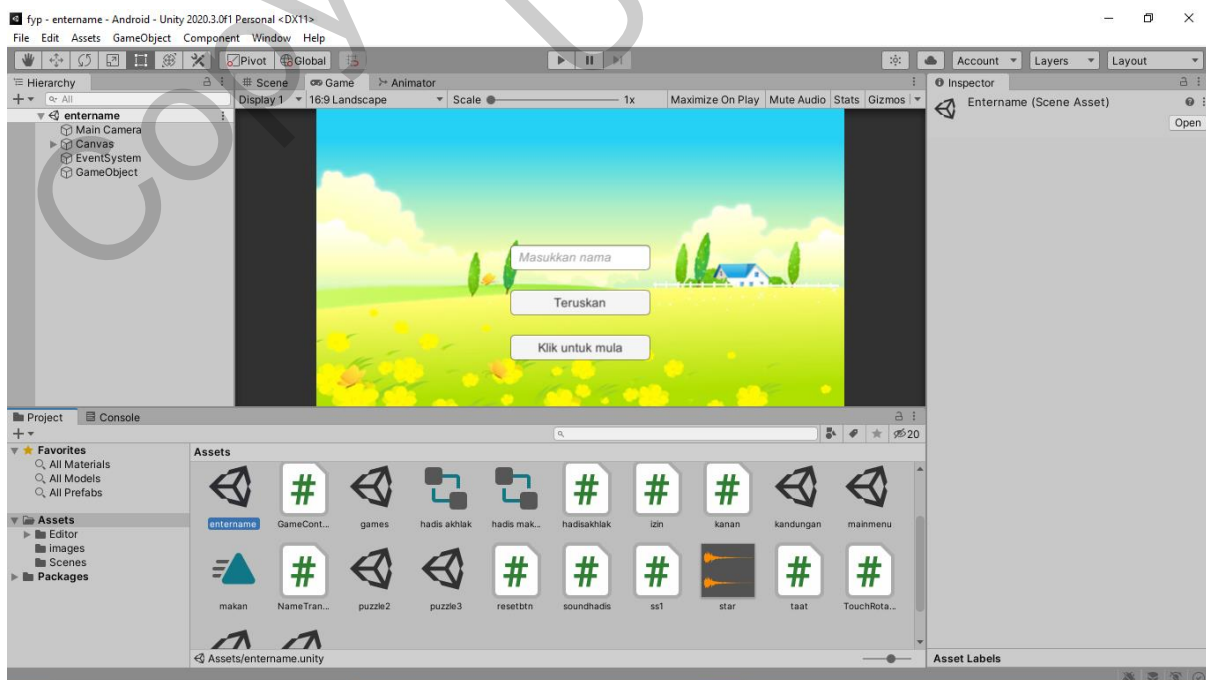 fyp - entername - Android - Unity 2020.3.0f1 Personal <DX11>
File Edit Assets GameObject Component Window Help
Pivot Global Account Layers Layout
Hierarchy
All
entername
Main Camera
Canvas
EventSystem
GameObject
Scene Game Animator
Display 1 16:9 Landscape Scale 1x Maximize On Play Mute Audio Stats Gizmos
Masukkan nama
Teruskan
Klik untuk mula
Inspector
Entername (Scene Asset)
Open
Project Console
20
Favorites
All Materials
All Models
All Prefabs
Assets
Editor
images
Scenes
Packages
Assets
entername GameCont... games hadis akhlak hadis mak... hadisakhlak izin kanan kandungan mainmenu
makan NameTran... puzzle2 puzzle3 resetbtn soundhadis ss1 star taat TouchRota...
Assets/entername.unity
Asset Labels
Copy